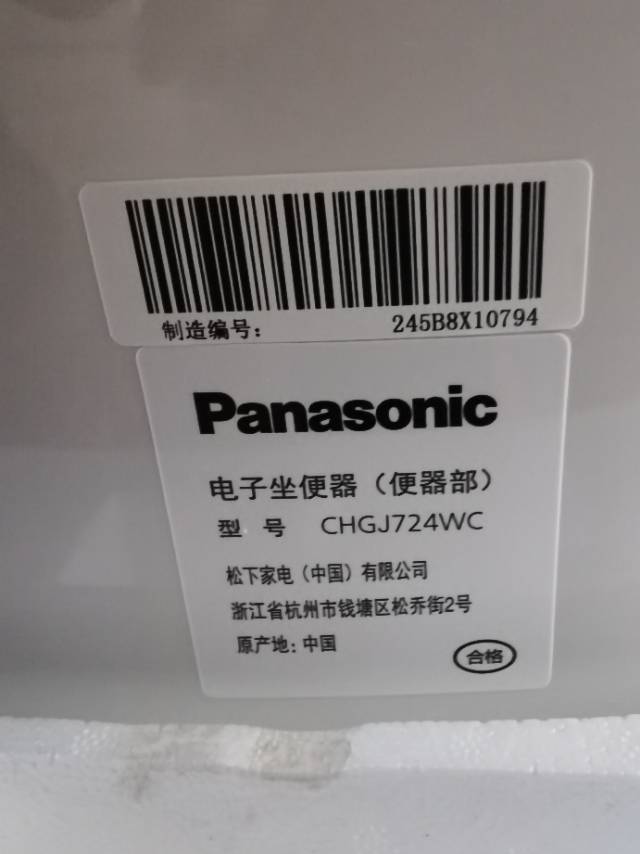 制造编号: 245B8X10794
Panasonic
电子坐便器（便器部）
型 号 CHGJ724WC
松下家电（中国）有限公司
浙江省杭州市钱塘区松乔街2号
原产地: 中国
合格